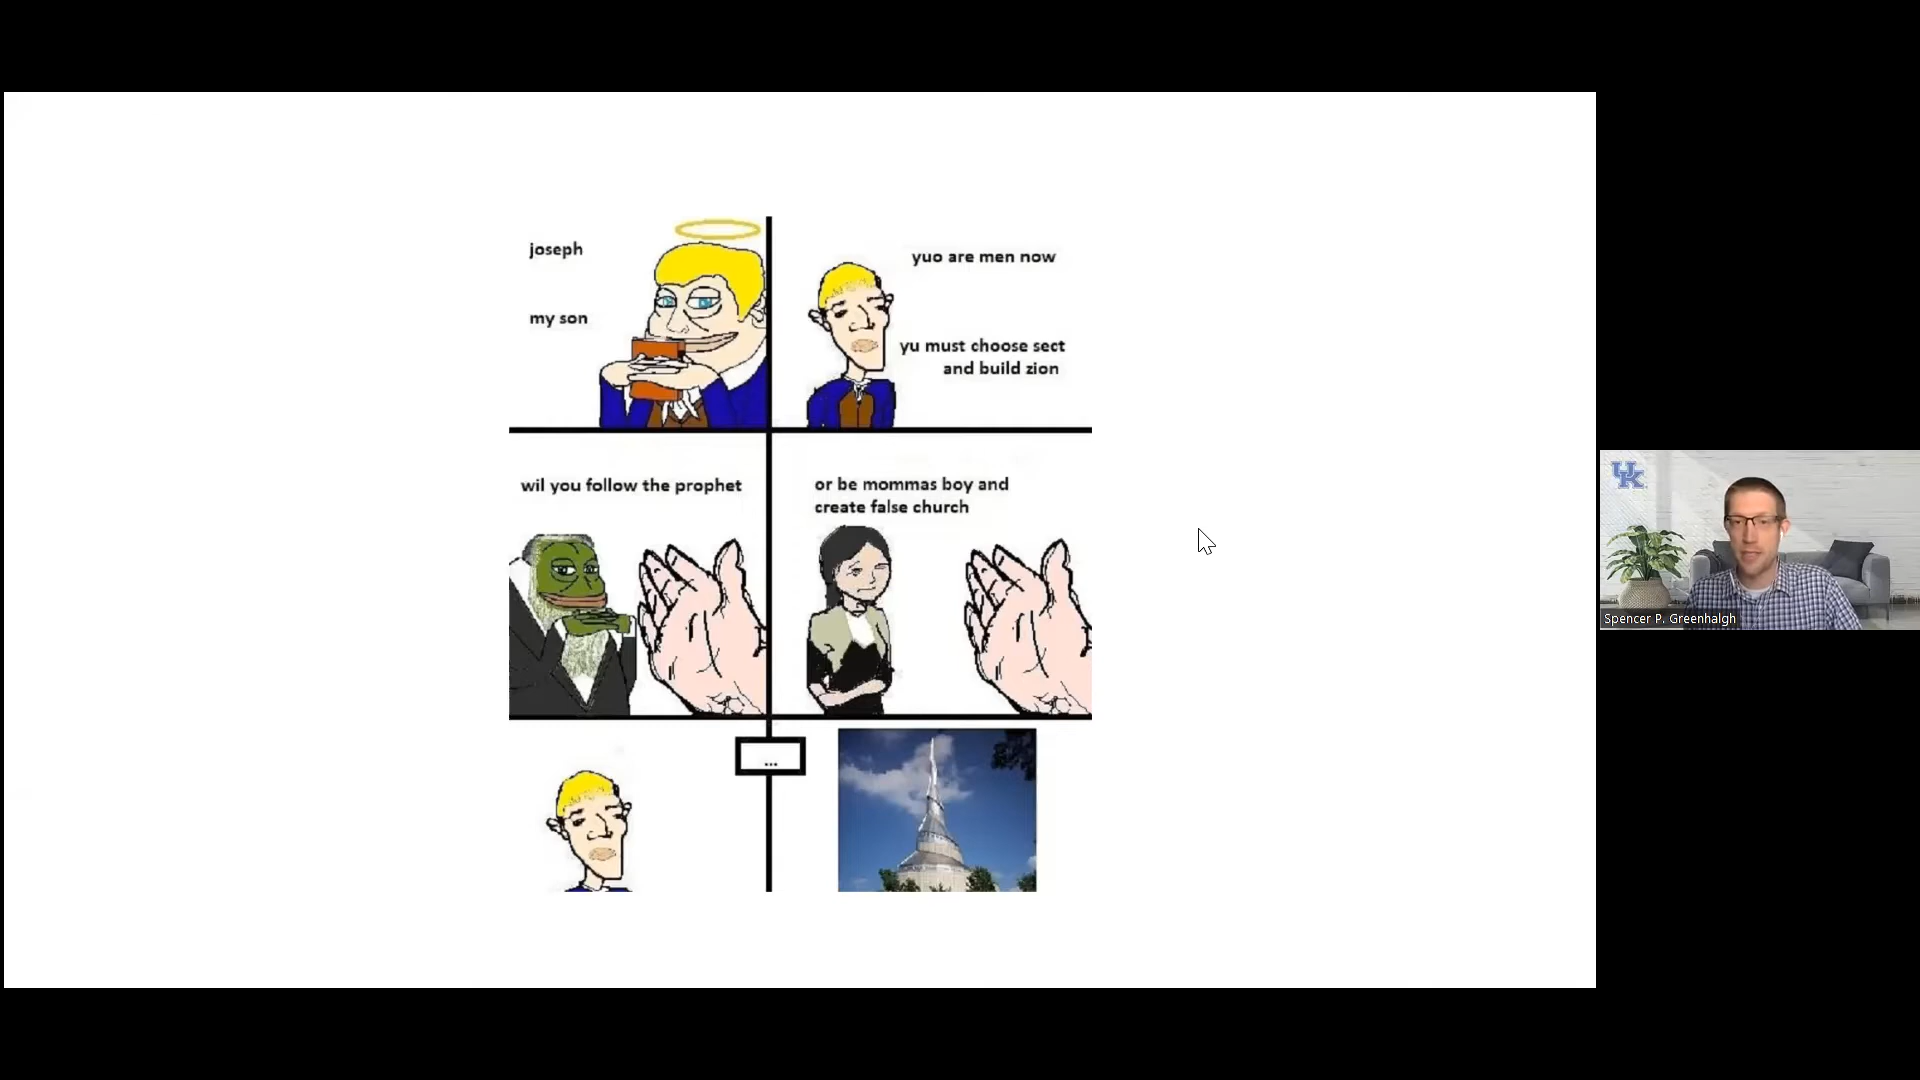 joseph
my son
yuo are men now
yu must choose sect
and build zion
wil you follow the prophet
or be mommas boy and
create false church
...
UK
Spencer P. Greenhalgh